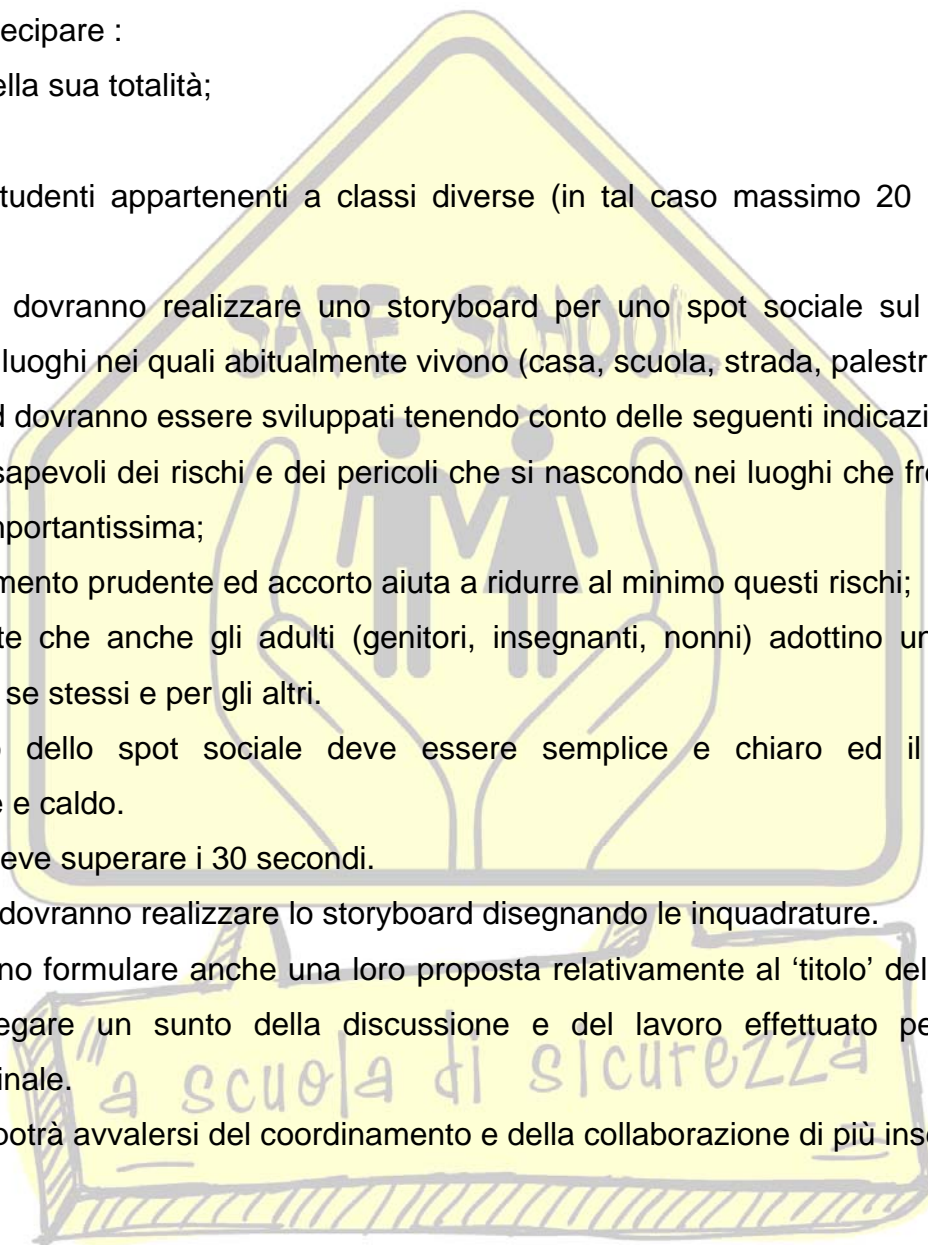 ecipare :
ella sua totalità;
tudenti appartenenti a classi diverse (in tal caso massimo 20
dovranno realizzare uno storyboard per uno spot sociale sul
SAFE SCHOOL
luoghi nei quali abitualmente vivono (casa, scuola, strada, palestr
d dovranno essere sviluppati tenendo conto delle seguenti indicazi
sapevoli dei rischi e dei pericoli che si nascondo nei luoghi che fre
mportantissima;
mento prudente ed accorto aiuta a ridurre al minimo questi rischi;
te che anche gli adulti (genitori, insegnanti, nonni) adottino un
se stessi e per gli altri.
o dello spot sociale deve essere semplice e chiaro ed il
e e caldo.
eve superare i 30 secondi.
dovranno realizzare lo storyboard disegnando le inquadrature.
no formulare anche una loro proposta relativamente al ‘titolo’ del
egare un sunto della discussione e del lavoro effettuato pe
inale.
"a scuola di sicurezza"
potrà avvalersi del coordinamento e della collaborazione di più inse